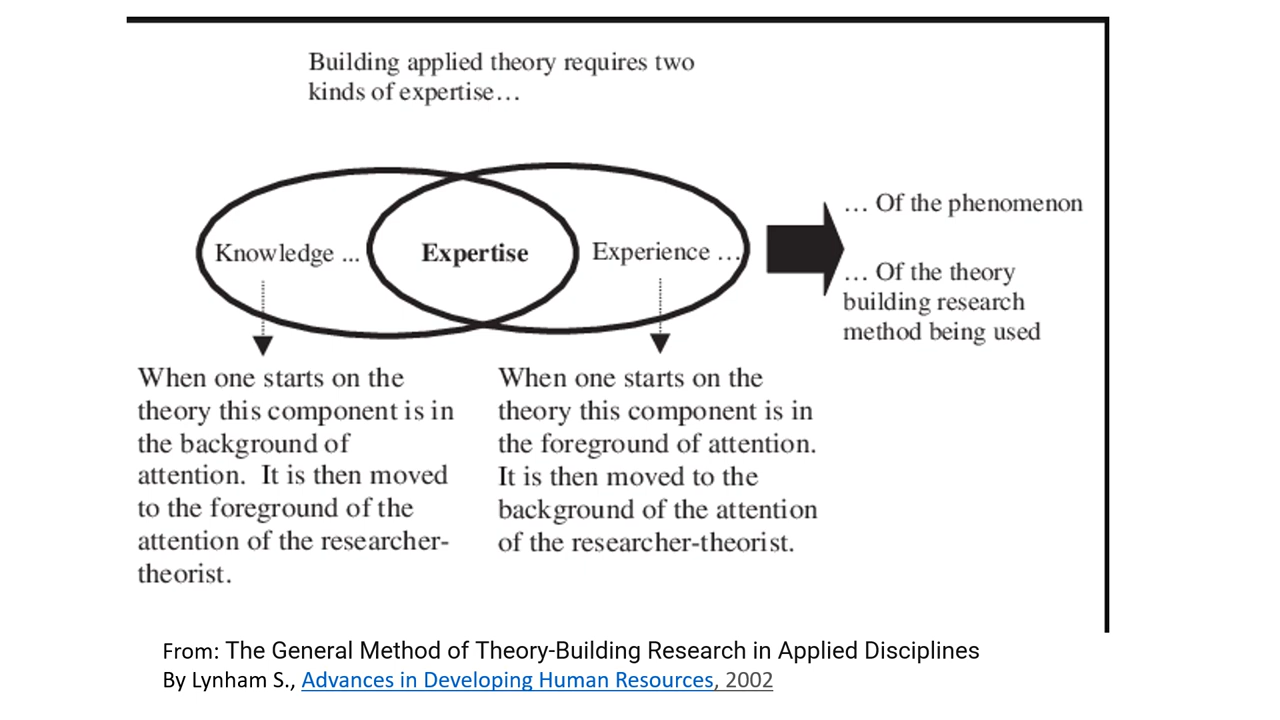 Building applied theory requires two
kinds of expertise…
Knowledge ...
Expertise
Experience …
… Of the phenomenon
… Of the theory
building research
method being used
When one starts on the
theory this component is in
the background of
attention.  It is then moved
to the foreground of the
attention of the researcher-
theorist.
When one starts on the
theory this component is in
the foreground of attention.
It is then moved to the
background of the attention
of the researcher-theorist.
From: The General Method of Theory-Building Research in Applied Disciplines
By Lynham S., Advances in Developing Human Resources, 2002